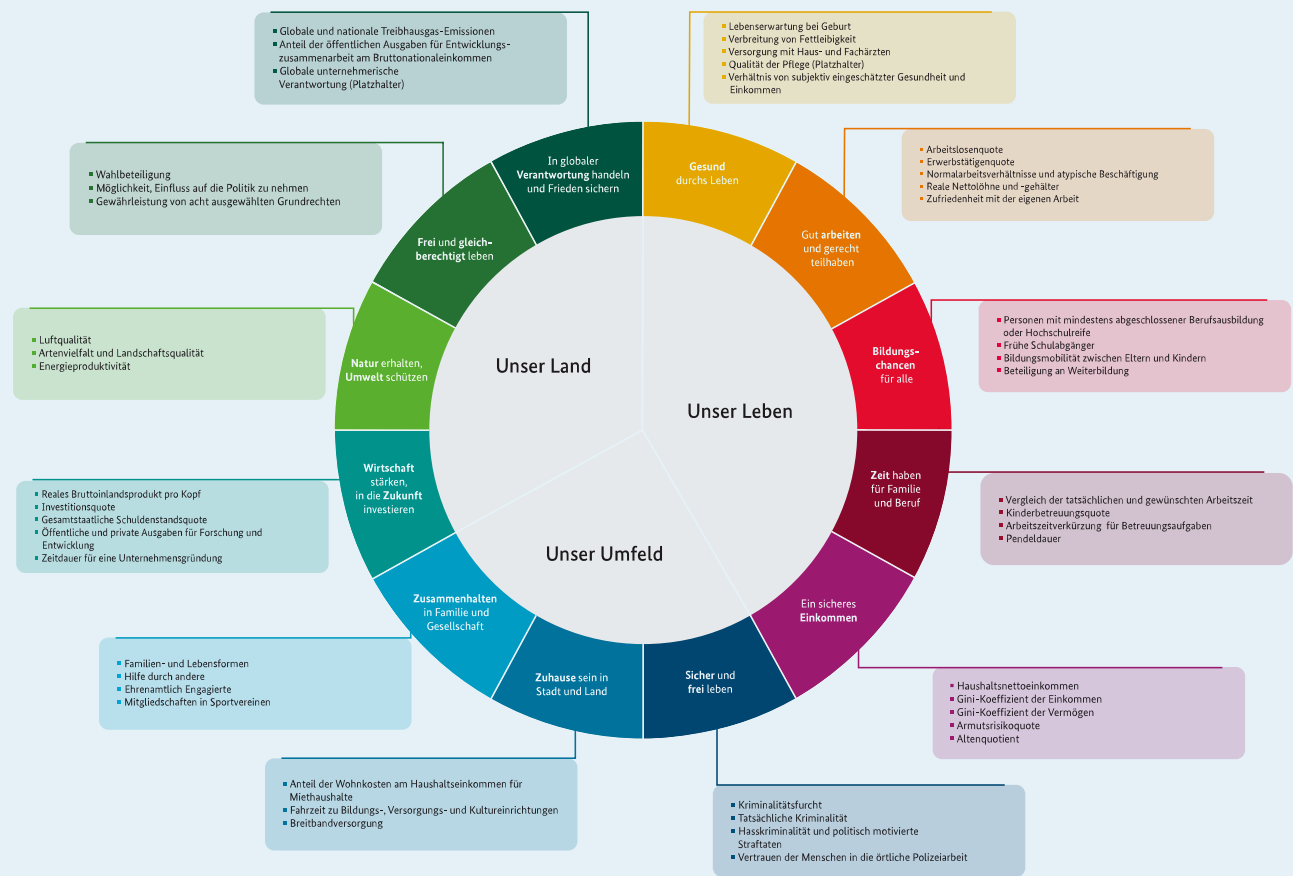 Globale und nationale Treibhausgas-Emissionen
Anteil der öffentlichen Ausgaben für Entwicklungs-
zusammenarbeit am Bruttonationaleinkommen
Globale unternehmerische
Verantwortung (Platzhalter)
Lebenserwartung bei Geburt
Verbreitung von Fettleibigkeit
Versorgung mit Haus- und Fachärzten
Qualität der Pflege (Platzhalter)
Verhältnis von subjektiv eingeschätzter Gesundheit und
Einkommen
Wahlbeteiligung
Möglichkeit, Einfluss auf die Politik zu nehmen
Gewährleistung von acht ausgewählten Grundrechten
Arbeitslosenquote
Erwerbstätigenquote
Normalarbeitsverhältnisse und atypische Beschäftigung
Reale Nettolöhne und -gehälter
Zufriedenheit mit der eigenen Arbeit
In globaler
Verantwortung handeln
und Frieden sichern
Gesund
durchs Leben
Frei und gleich-
berechtigt leben
Gut arbeiten
und gerecht
teilhaben
Luftqualität
Artenvielfalt und Landschaftsqualität
Energieproduktivität
Natur erhalten,
Umwelt schützen
Unser Land
Unser Leben
Unser Umfeld
Bildungs-
chancen
für alle
Personen mit mindestens abgeschlossener Berufsausbildung
oder Hochschulreife
Frühe Schulabgänger
Bildungsmobilität zwischen Eltern und Kindern
Beteiligung an Weiterbildung
Reales Bruttoinlandsprodukt pro Kopf
Investitionsquote
Gesamtstaatliche Schuldenstandsquote
Öffentliche und private Ausgaben für Forschung und
Entwicklung
Zeitdauer für eine Unternehmensgründung
Wirtschaft
stärken,
in die Zukunft
investieren
Zeit haben
für Familie
und Beruf
Vergleich der tatsächlichen und gewünschten Arbeitszeit
Kinderbetreuungsquote
Arbeitszeitverkürzung für Betreuungsaufgaben
Pendeldauer
Zusammenhalten
in Familie und
Gesellschaft
Ein sicheres
Einkommen
Zuhause sein in
Stadt und Land
Sicher und
frei leben
Familien- und Lebensformen
Hilfe durch andere
Ehrenamtlich Engagierte
Mitgliedschaften in Sportvereinen
Haushaltsnettoeinkommen
Gini-Koeffizient der Einkommen
Gini-Koeffizient der Vermögen
Armutsrisikoquote
Altenquotient
Anteil der Wohnkosten am Haushaltseinkommen für
Miethaushalte
Fahrzeit zu Bildungs-, Versorgungs- und Kultureinrichtungen
Breitbandversorgung
Kriminalitätsfurcht
Tatsächliche Kriminalität
Hasskriminalität und politisch motivierte
Straftaten
Vertrauen der Menschen in die örtliche Polizeiarbeit